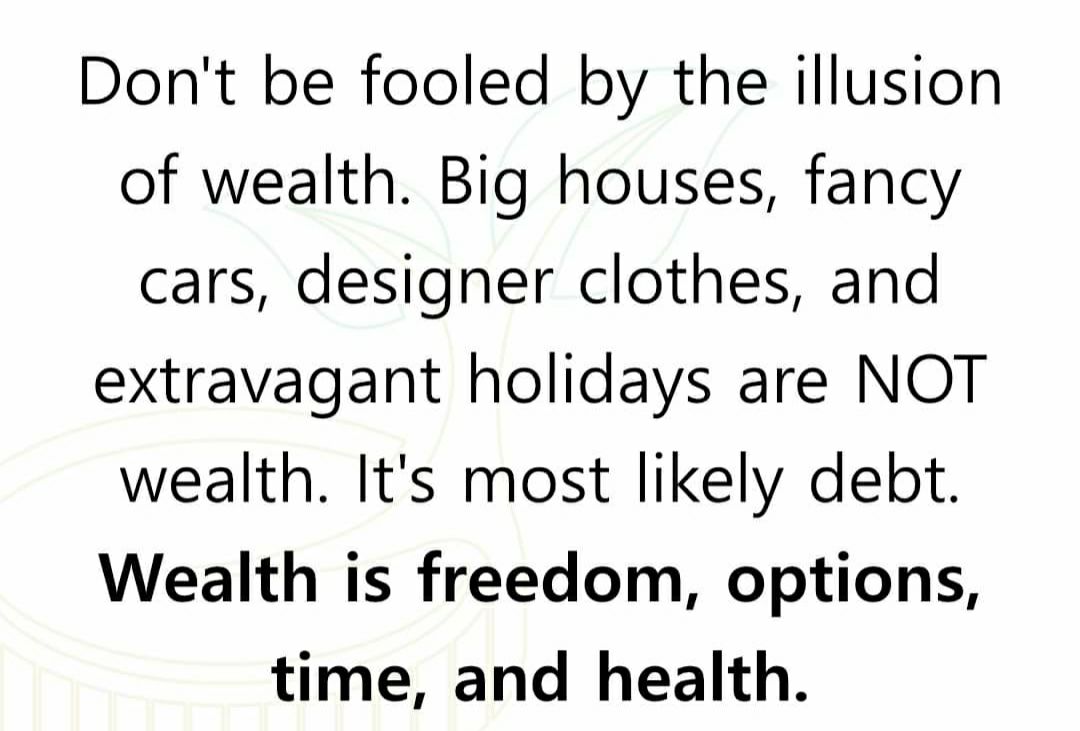 Don't be fooled by the illusion
of wealth. Big houses, fancy
cars, designer clothes, and
extravagant holidays are NOT
wealth. It's most likely debt.
Wealth is freedom, options,
time, and health.